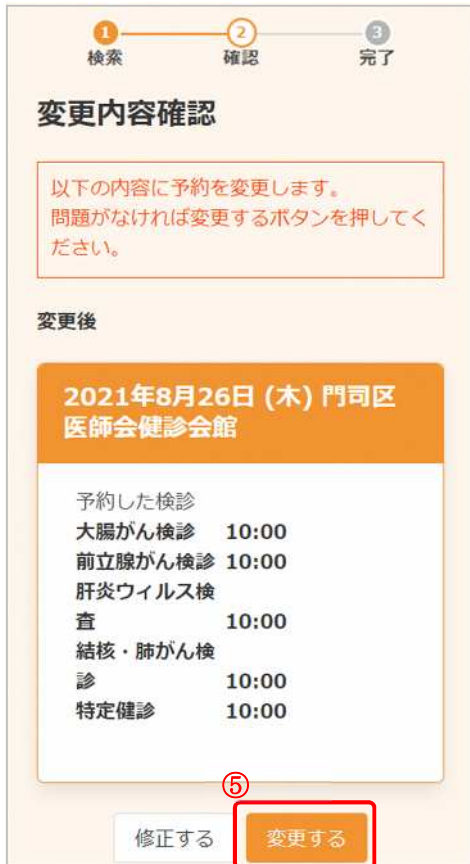 1 2 3
検索 確認 完了
変更内容確認
以下の内容に予約を変更します。
問題がなければ変更するボタンを押してく
ださい。
変更後
2021年8月26日 (木) 門司区
医師会健診会館
予約した検診
大腸がん検診 10:00
前立腺がん検診 10:00
肝炎ウィルス検
査 10:00
結核・肺がん検
診 10:00
特定健診 10:00
⑤
修正する 変更する